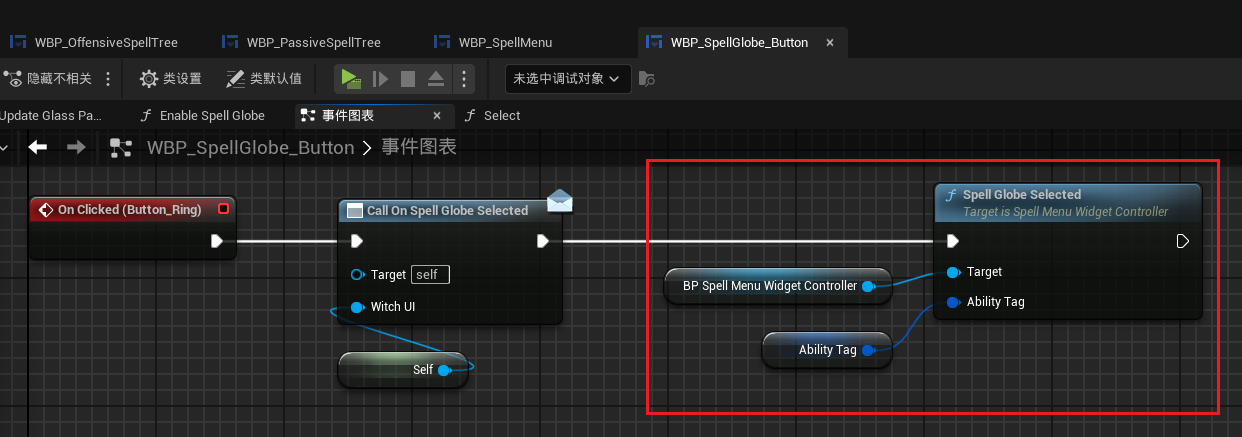 WBP_OffensiveSpellTree
WBP_PassiveSpellTree
WBP_SpellMenu
WBP_SpellGlobe_Button
隐藏不相关
类设置
类默认值
未选中调试对象
Update Glass Pa...
Enable Spell Globe
事件图表
Select
WBP_SpellGlobe_Button > 事件图表
On Clicked (Button_Ring)
Call On Spell Globe Selected
Target self
Witch UI
Self
Spell Globe Selected
Target is Spell Menu Widget Controller
Target
Ability Tag
BP Spell Menu Widget Controller
Ability Tag